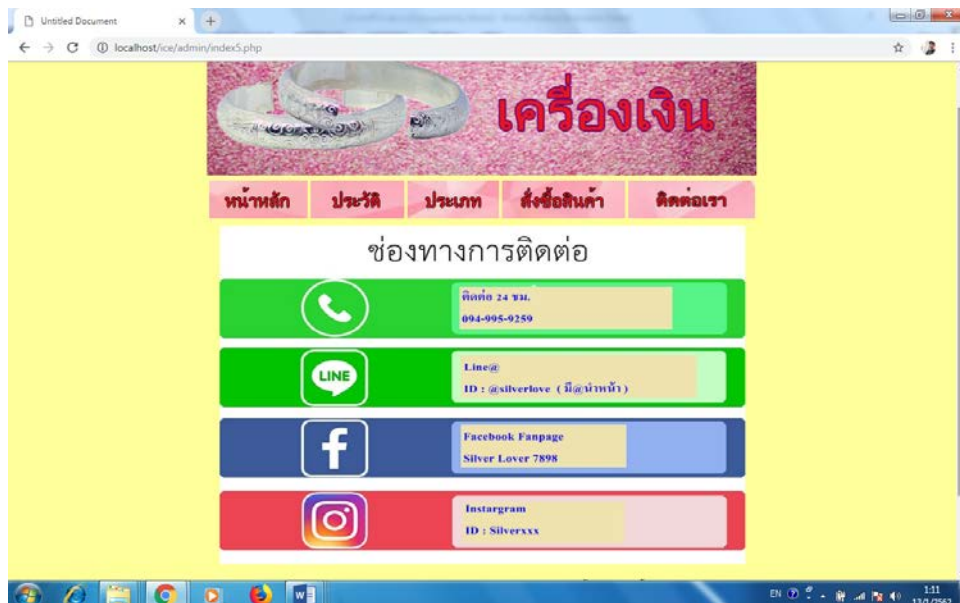 Untitled Document
localhost/ice/admin/index5.php
เครื่องเงิน
หน้าหลัก ประวัติ ประเภท สั่งซื้อสินค้า ติดต่อเรา
ช่องทางการติดต่อ
ติดต่อ 24 ชม.
094-995-9259
LINE
Line@
ID : @silverlove ( มี@นำหน้า )
Facebook Fanpage
Silver Lover 7898
Instargram
ID : Silverxxx
EN
1:11
13/1/2562